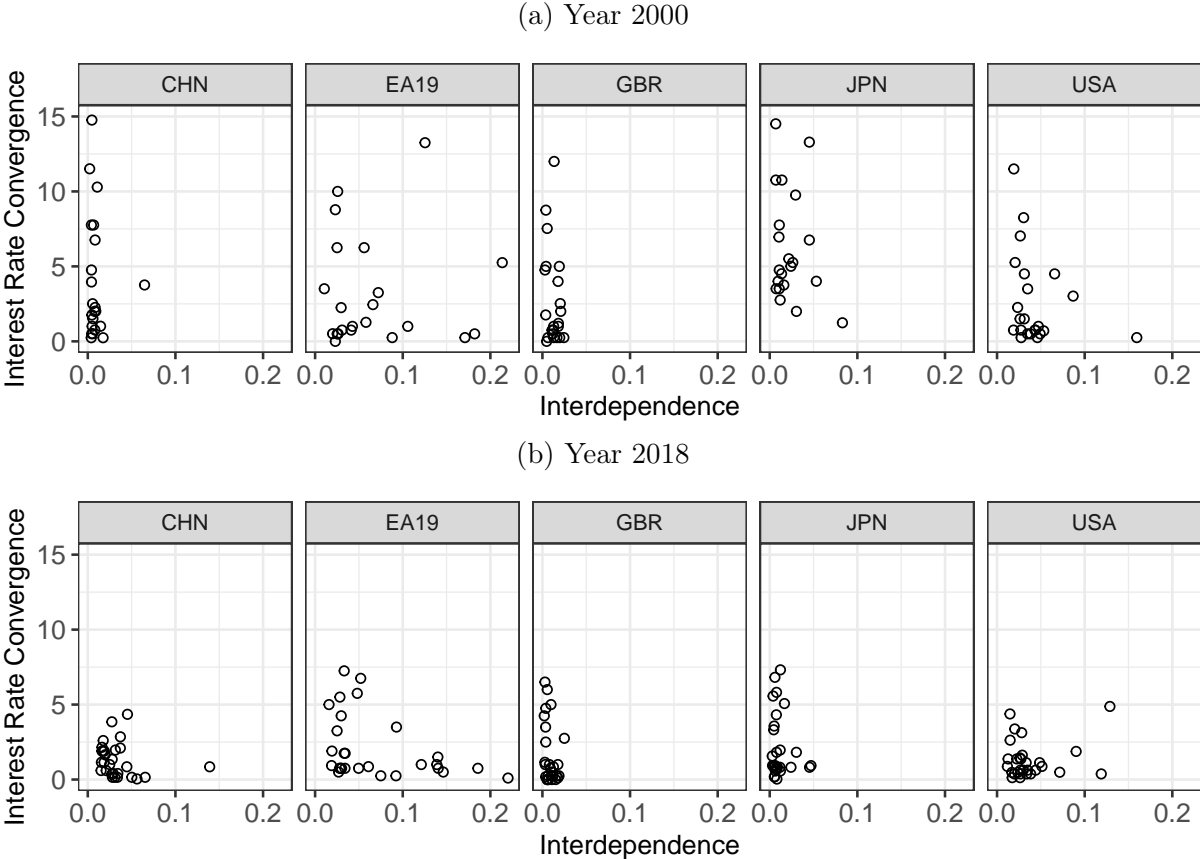 (a) Year 2000
CHN EA19 GBR JPN USA
Interest Rate Convergence
15
10
5
0
0.0 0.1 0.2 0.0 0.1 0.2 0.0 0.1 0.2 0.0 0.1 0.2 0.0 0.1 0.2
Interdependence
(b) Year 2018
CHN EA19 GBR JPN USA
Interest Rate Convergence
15
10
5
0
0.0 0.1 0.2 0.0 0.1 0.2 0.0 0.1 0.2 0.0 0.1 0.2 0.0 0.1 0.2
Interdependence